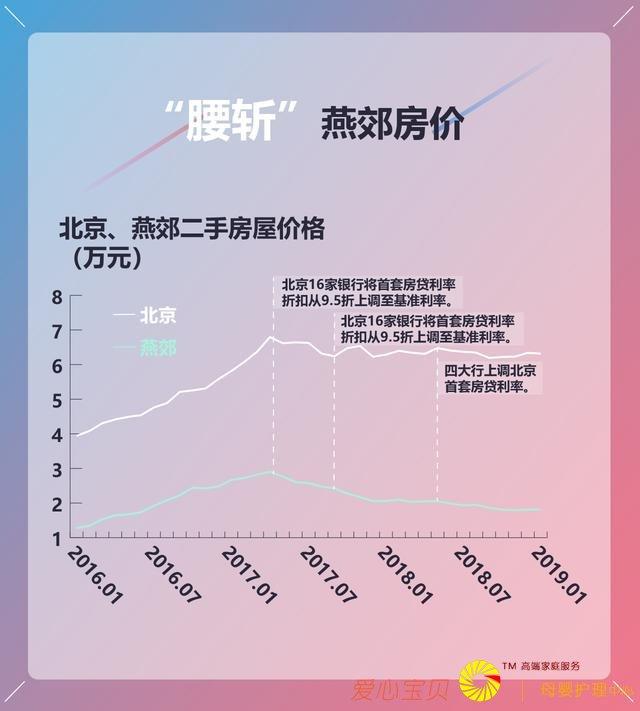 “腰斩” 燕郊房价
北京、燕郊二手房屋价格
（万元）
8
7
6
5
4
3
2
1
北京
燕郊
北京16家银行将首套房贷利率
折扣从9.5折上调至基准利率。
北京16家银行将首套房贷利率
折扣从9.5折上调至基准利率。
四大行上调北京
首套房贷利率。
2016.01
2016.07
2017.01
2017.07
2018.01
2018.07
2019.01
TM 高端家庭服务
爱心宝贝
母婴护理中心